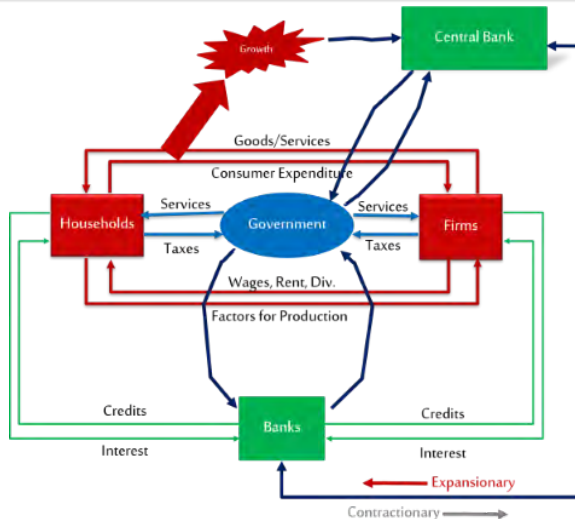 Central Bank
Growth
Goods/Services
Consumer Expenditure
Services
Services
Households
Government
Firms
Taxes
Taxes
Wages, Rent, Div.
Factors for Production
Credits
Credits
Banks
Interest
Interest
Expansionary
Contractionary